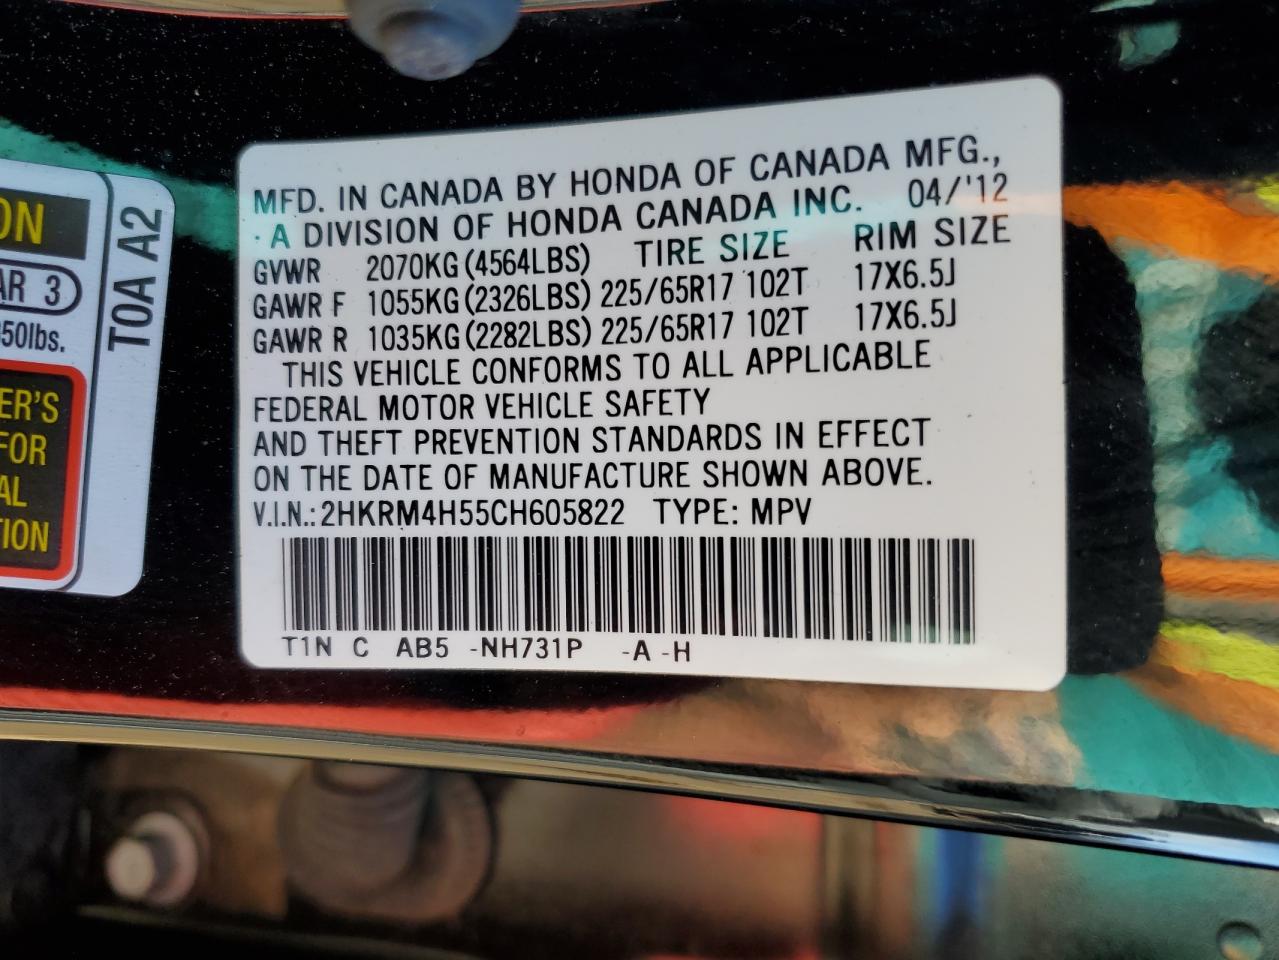 ON
AR 3
350lbs.
ER'S
FOR
AL
TION
T0A A2
MFD. IN CANADA BY HONDA OF CANADA MFG.,
A DIVISION OF HONDA CANADA INC. 04/'12
GVWR 2070KG(4564LBS) TIRE SIZE RIM SIZE
GAWR F 1055KG(2326LBS) 225/65R17 102T 17X6.5J
GAWR R 1035KG(2282LBS) 225/65R17 102T 17X6.5J
THIS VEHICLE CONFORMS TO ALL APPLICABLE
FEDERAL MOTOR VEHICLE SAFETY
AND THEFT PREVENTION STANDARDS IN EFFECT
ON THE DATE OF MANUFACTURE SHOWN ABOVE.
V.I.N.: 2HKRM4H55CH605822 TYPE: MPV
T1N C AB5 -NH731P -A -H